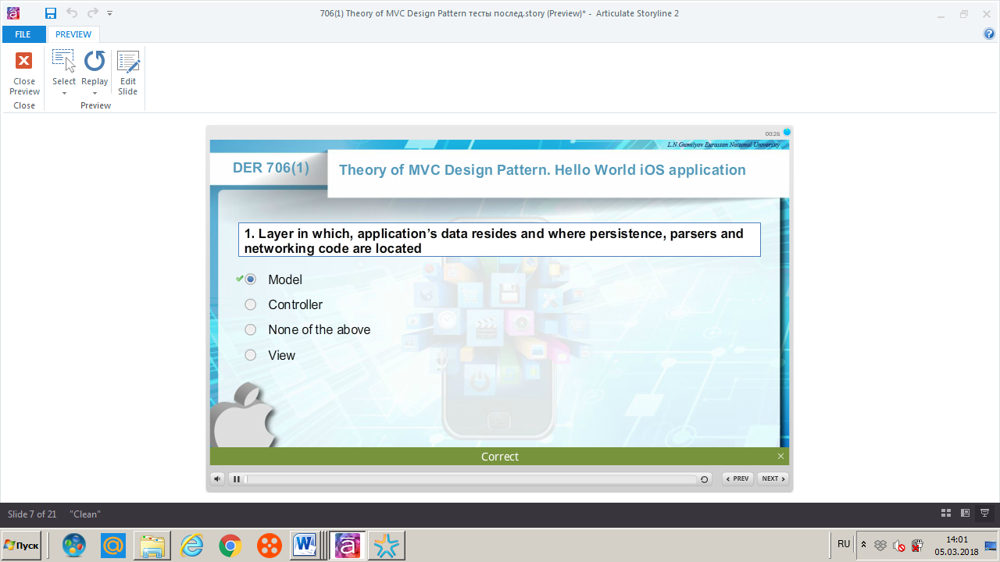 706(1) Theory of MVC Design Pattern тесты послед.story (Preview)* - Articulate Storyline 2
FILE
PREVIEW
Close Preview
Select
Replay
Edit Slide
Close
Preview
00:26
L.N.Gumilyov Eurasian National University
DER 706(1)
Theory of MVC Design Pattern. Hello World iOS application
1. Layer in which, application’s data resides and where persistence, parsers and
networking code are located
Model
Controller
None of the above
View
Correct
PREV
NEXT
Slide 7 of 21
"Clean"
Пуск
RU
14:01
05.03.2018